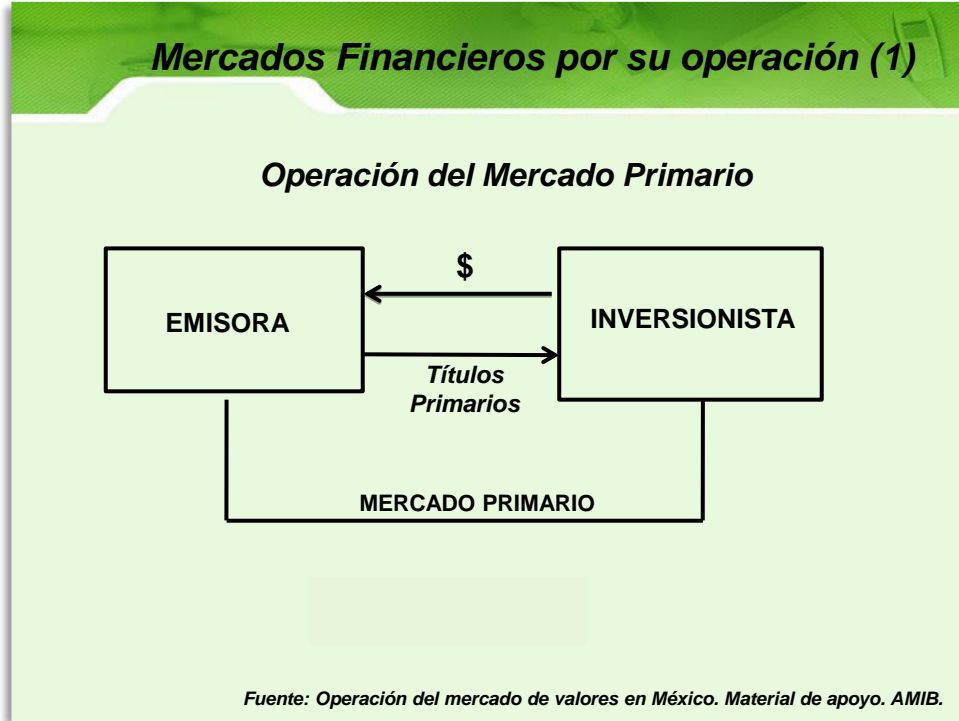 Mercados Financieros por su operación (1)
Operación del Mercado Primario
$
EMISORA
INVERSIONISTA
Títulos
Primarios
MERCADO PRIMARIO
Fuente: Operación del mercado de valores en México. Material de apoyo. AMIB.